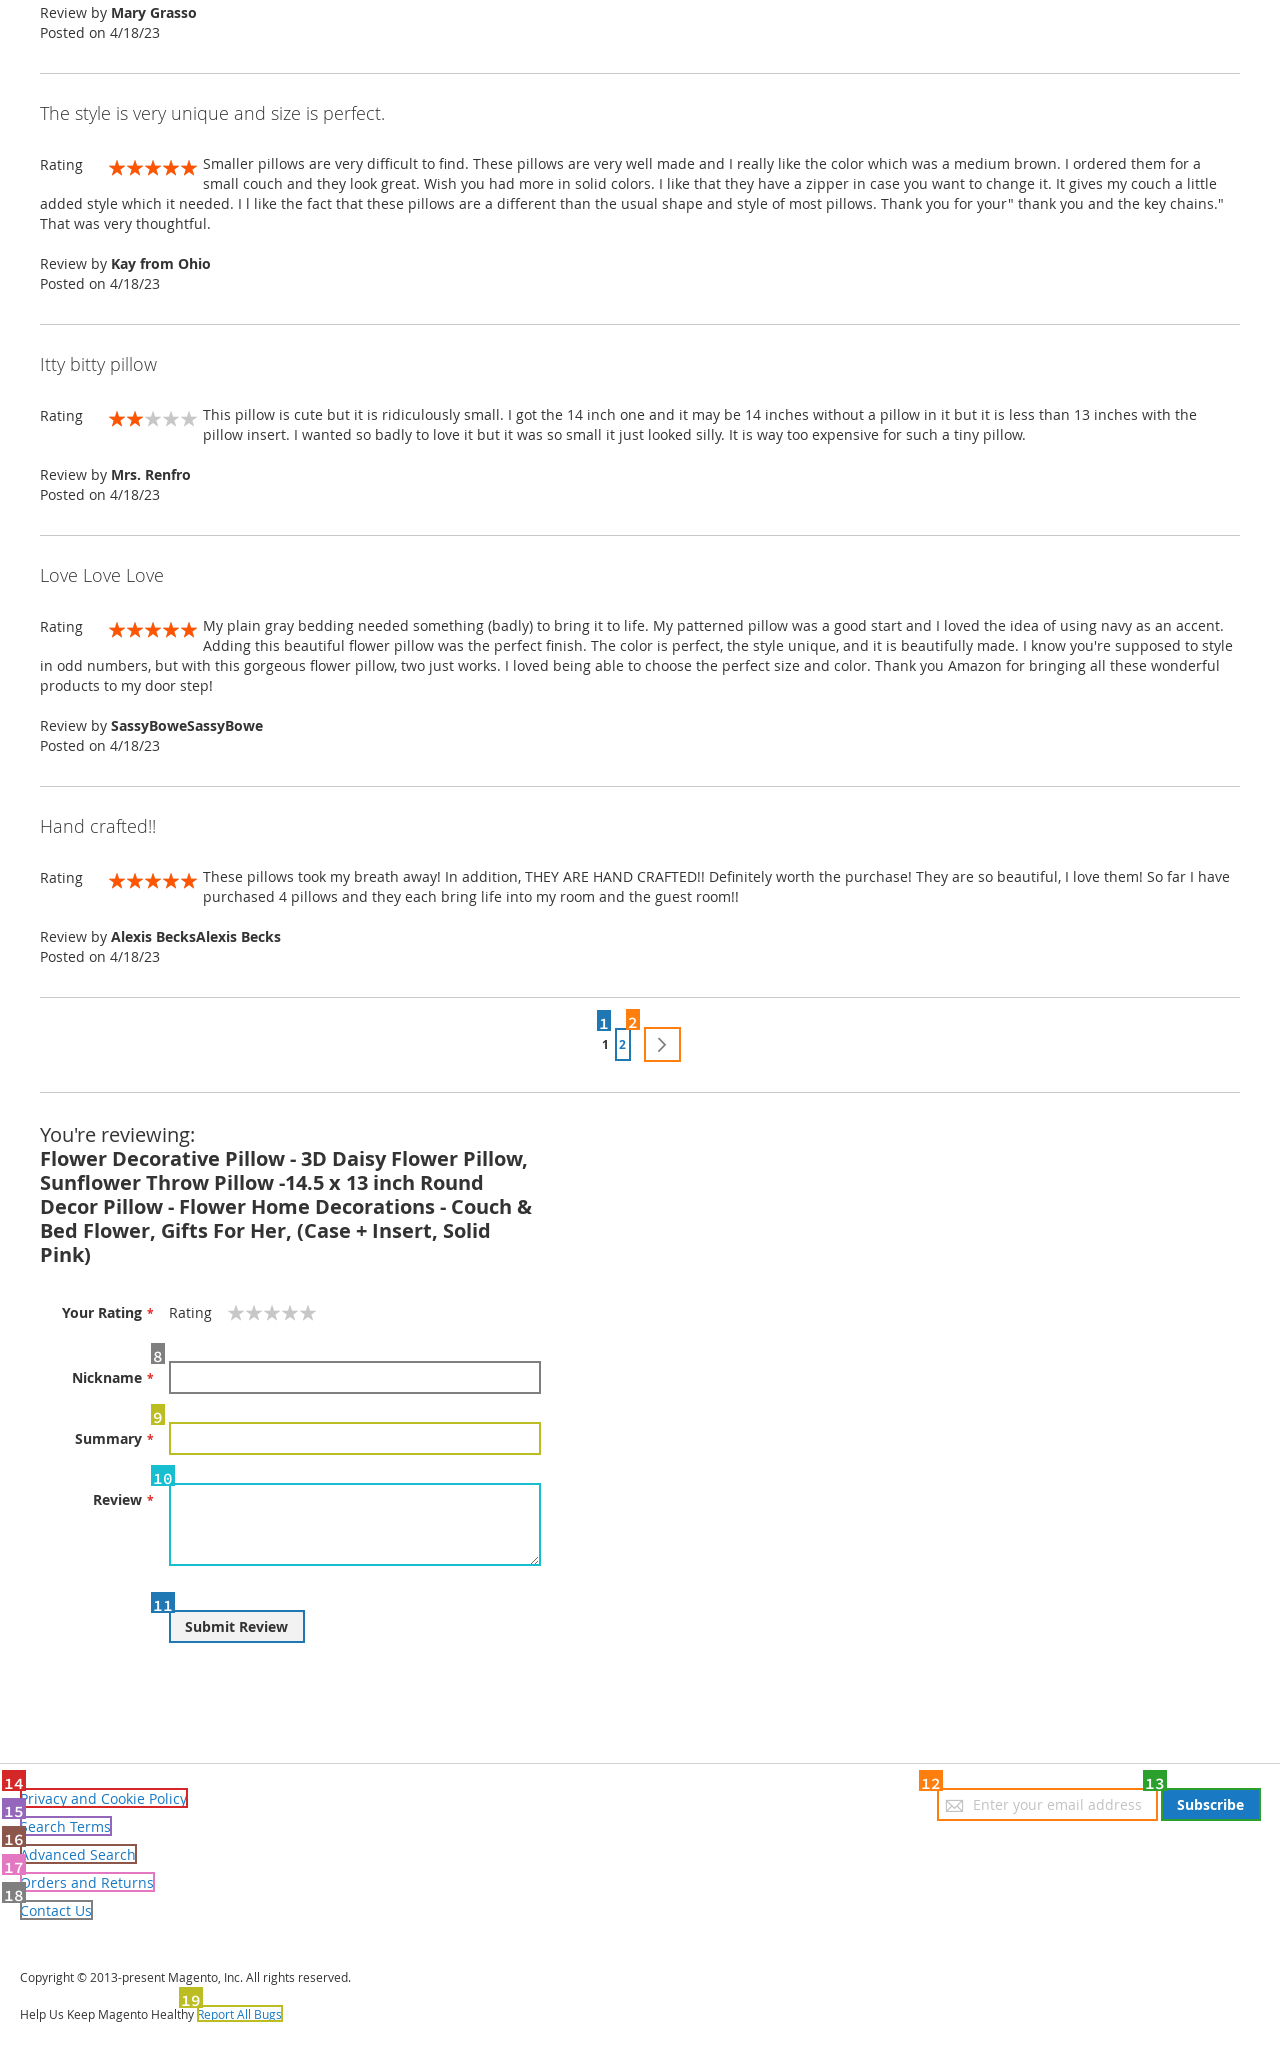 Review by Mary Grasso
Posted on 4/18/23
The style is very unique and size is perfect.
Rating Smaller pillows are very difficult to find. These pillows are very well made and I really like the color which was a medium brown. I ordered them for a
small couch and they look great. Wish you had more in solid colors. I like that they have a zipper in case you want to change it. It gives my couch a little
added style which it needed. I l like the fact that these pillows are a different than the usual shape and style of most pillows. Thank you for your" thank you and the key chains."
That was very thoughtful.
Review by Kay from Ohio
Posted on 4/18/23
Itty bitty pillow
Rating This pillow is cute but it is ridiculously small. I got the 14 inch one and it may be 14 inches without a pillow in it but it is less than 13 inches with the
pillow insert. I wanted so badly to love it but it was so small it just looked silly. It is way too expensive for such a tiny pillow.
Review by Mrs. Renfro
Posted on 4/18/23
Love Love Love
Rating My plain gray bedding needed something (badly) to bring it to life. My patterned pillow was a good start and I loved the idea of using navy as an accent.
Adding this beautiful flower pillow was the perfect finish. The color is perfect, the style unique, and it is beautifully made. I know you're supposed to style
in odd numbers, but with this gorgeous flower pillow, two just works. I loved being able to choose the perfect size and color. Thank you Amazon for bringing all these wonderful
products to my door step!
Review by SassyBoweSassyBowe
Posted on 4/18/23
Hand crafted!!
Rating These pillows took my breath away! In addition, THEY ARE HAND CRAFTED!! Definitely worth the purchase! They are so beautiful, I love them! So far I have
purchased 4 pillows and they each bring life into my room and the guest room!!
Review by Alexis BecksAlexis Becks
Posted on 4/18/23
1 2
1 2
You're reviewing:
Flower Decorative Pillow - 3D Daisy Flower Pillow,
Sunflower Throw Pillow -14.5 x 13 inch Round
Decor Pillow - Flower Home Decorations - Couch &
Bed Flower, Gifts For Her, (Case + Insert, Solid
Pink)
Your Rating * Rating
8
Nickname *
9
Summary *
10
Review *
11
Submit Review
14 Privacy and Cookie Policy
12 Enter your email address
13 Subscribe
15 Search Terms
16 Advanced Search
17 Orders and Returns
18 Contact Us
Copyright © 2013-present Magento, Inc. All rights reserved.
19
Help Us Keep Magento Healthy Report All Bugs